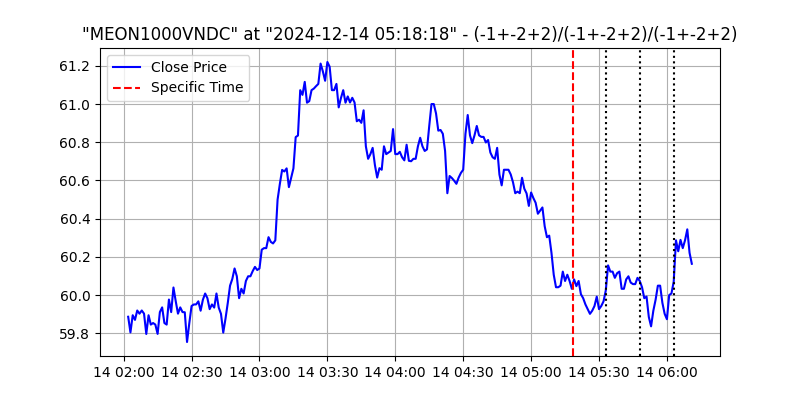 "MEON1000VNDC" at "2024-12-14 05:18:18" - (-1+-2+2)/(-1+-2+2)/(-1+-2+2)
Close Price
Specific Time
61.2
61.0
60.8
60.6
60.4
60.2
60.0
59.8
14 02:00 14 02:30 14 03:00 14 03:30 14 04:00 14 04:30 14 05:00 14 05:30 14 06:00